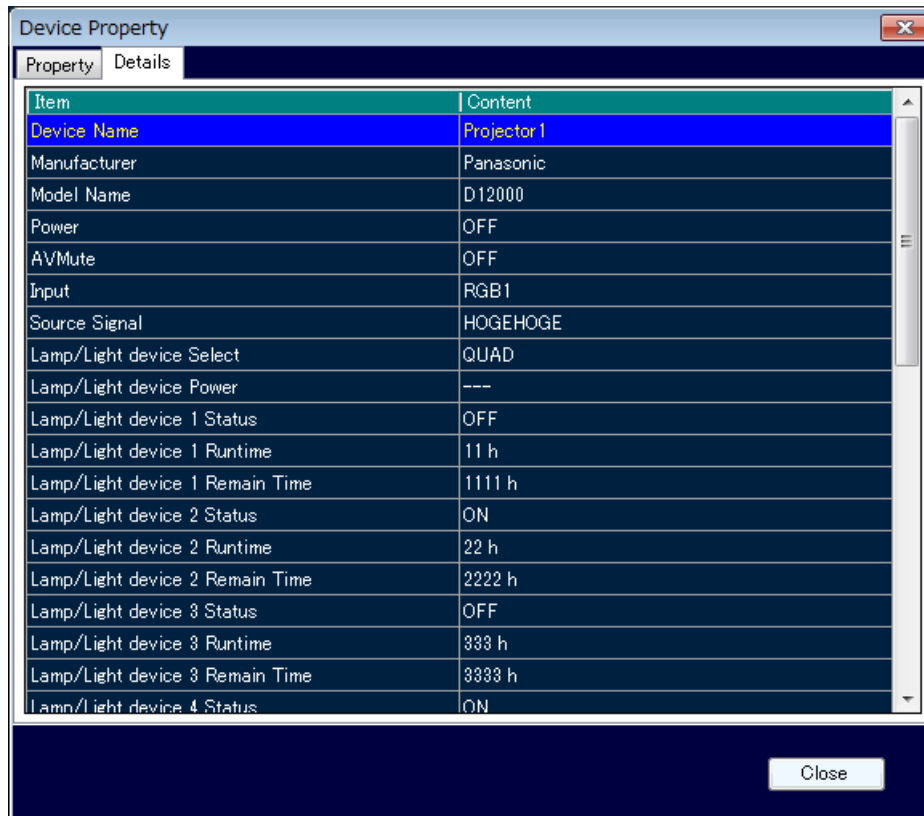 Device Property
Property Details
Item Content
Device Name Projector1
Manufacturer Panasonic
Model Name D12000
Power OFF
AVMute OFF
Input RGB1
Source Signal HOGEHOGE
Lamp/Light device Select QUAD
Lamp/Light device Power ---
Lamp/Light device 1 Status OFF
Lamp/Light device 1 Runtime 11 h
Lamp/Light device 1 Remain Time 1111 h
Lamp/Light device 2 Status ON
Lamp/Light device 2 Runtime 22 h
Lamp/Light device 2 Remain Time 2222 h
Lamp/Light device 3 Status OFF
Lamp/Light device 3 Runtime 333 h
Lamp/Light device 3 Remain Time 3333 h
Lamp/Light device 4 Status ON
Close